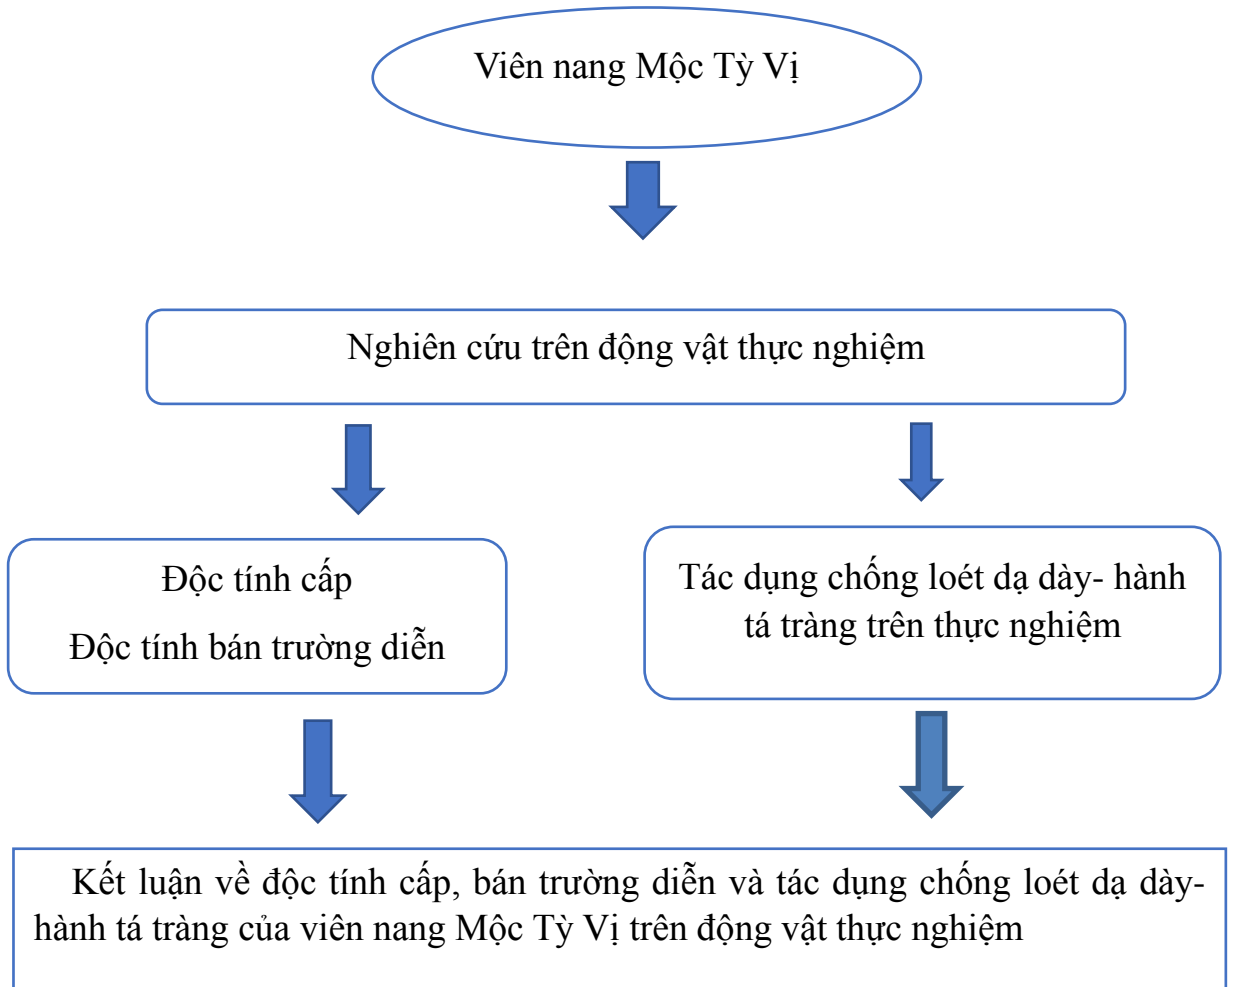 Viên nang Mộc Tỳ Vị
Nghiên cứu trên động vật thực nghiệm
Độc tính cấp
Độc tính bán trường diễn
Tác dụng chống loét dạ dày- hành
tá tràng trên thực nghiệm
Kết luận về độc tính cấp, bán trường diễn và tác dụng chống loét dạ dày-
hành tá tràng của viên nang Mộc Tỳ Vị trên động vật thực nghiệm